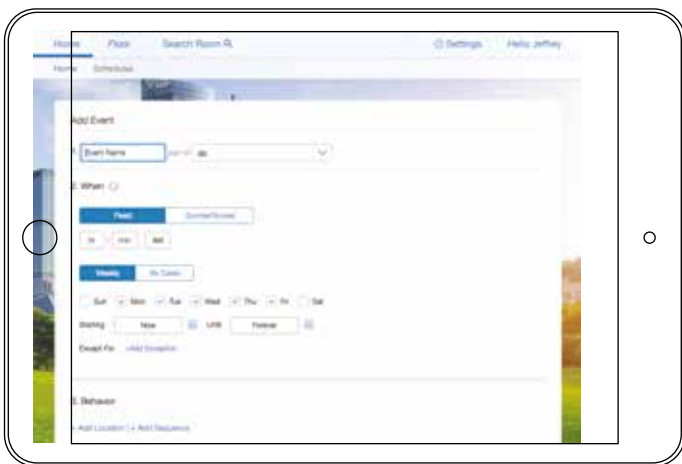 Home Floor Search Room Settings Hello Jeffrey
Home Schedules
Add Event
1. Event Name
2. When
Fixed Sunrise/Sunset
Weekly By Dates
Sun Mon Tue Wed Thu Fri Sat
Starting Now Until Forever
Except For +Add Exception
3. Behavior
+ Add Location | + Add Sequence